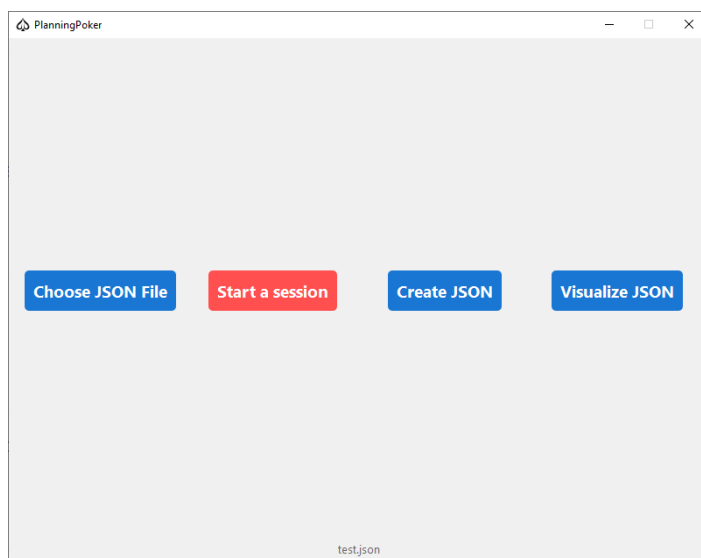 PlanningPoker
Choose JSON File
Start a session
Create JSON
Visualize JSON
test.json